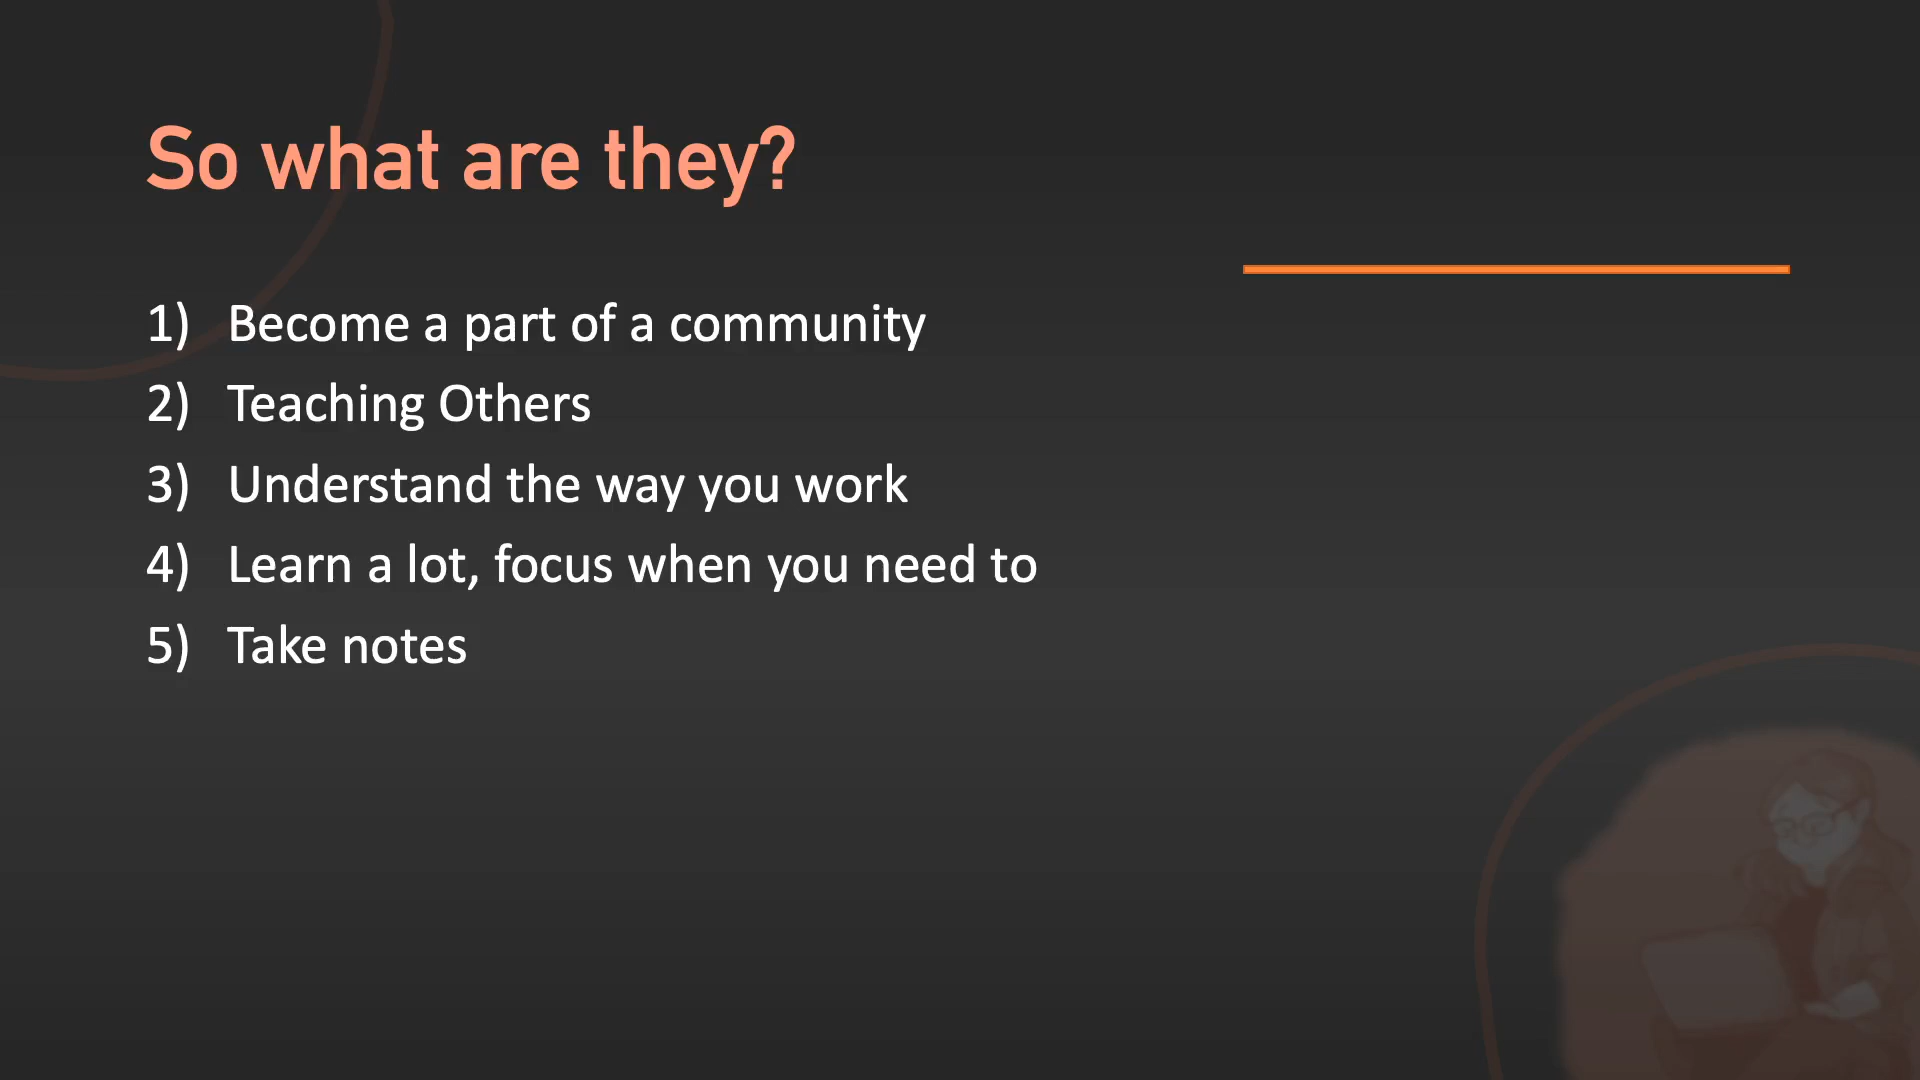 So what are they?
1) Become a part of a community
2) Teaching Others
3) Understand the way you work
4) Learn a lot, focus when you need to
5) Take notes